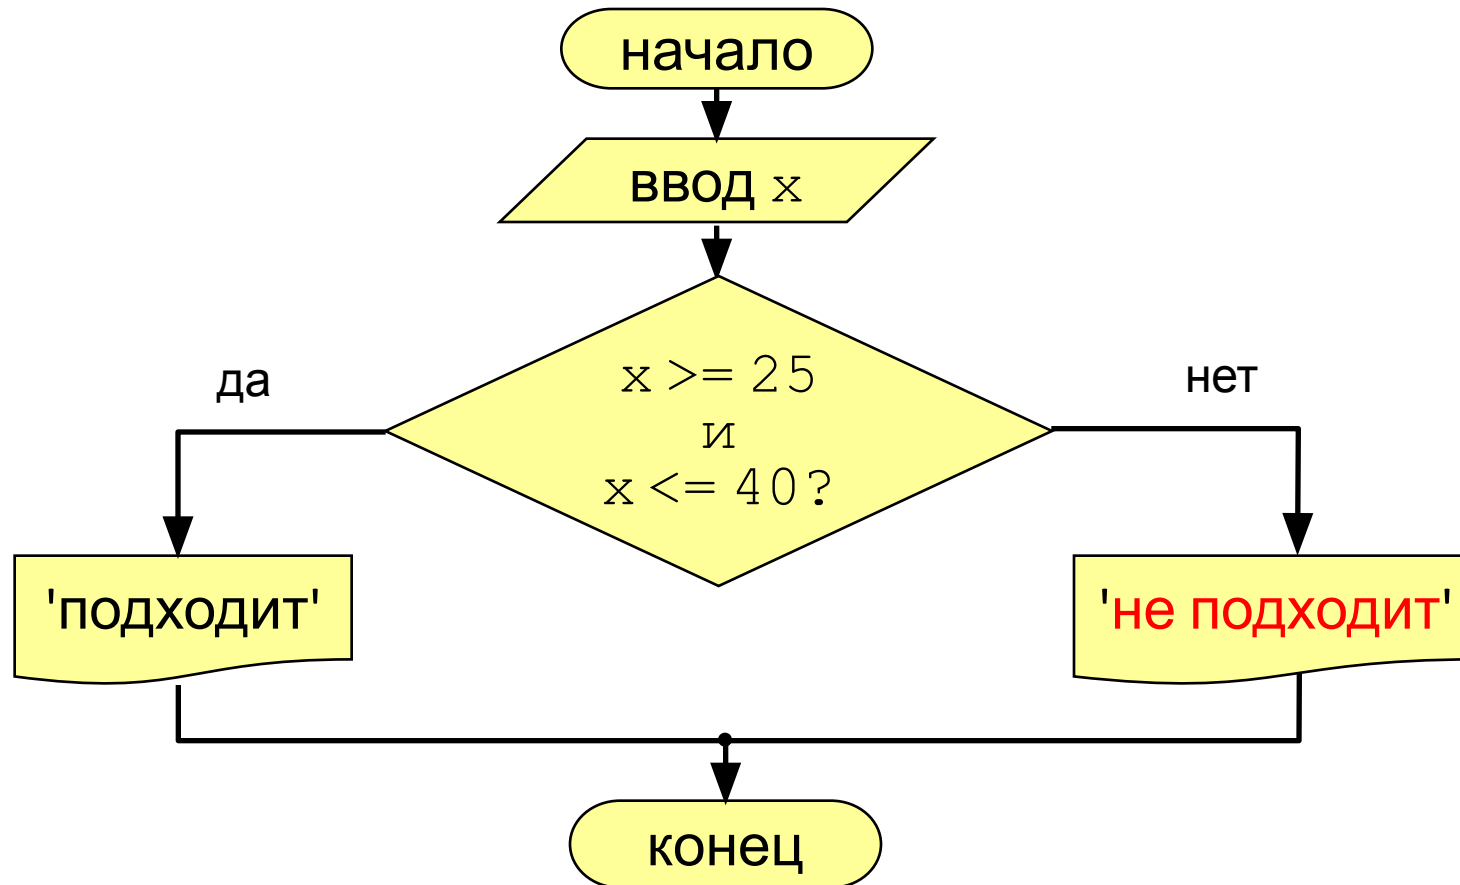 начало
ввод x
да
x >= 25
и
x <= 40?
нет
'подходит'
'не подходит'
конец